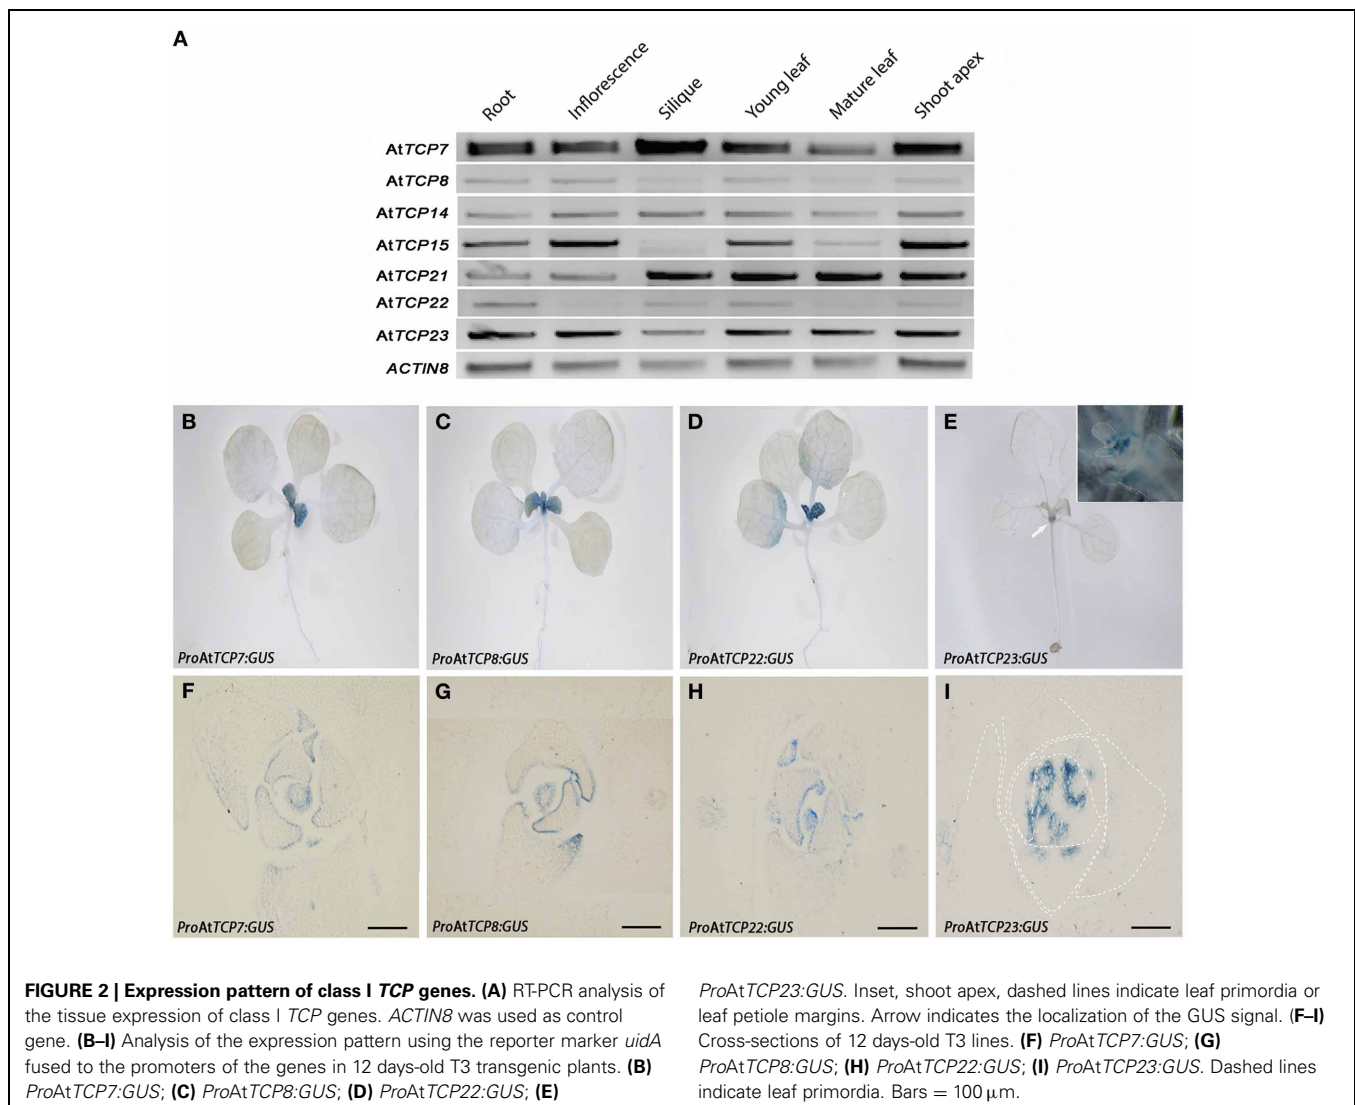 A
Root
Inflorescence
Silique
Young leaf
Mature leaf
Shoot apex
AtTCP7
AtTCP8
AtTCP14
AtTCP15
AtTCP21
AtTCP22
AtTCP23
ACTIN8
B
C
D
E
ProAtTCP7:GUS
ProAtTCP8:GUS
ProAtTCP22:GUS
ProAtTCP23:GUS
F
G
H
I
ProAtTCP7:GUS
ProAtTCP8:GUS
ProAtTCP22:GUS
ProAtTCP23:GUS
FIGURE 2 | Expression pattern of class I TCP genes. (A) RT-PCR analysis of
the tissue expression of class I TCP genes. ACTIN8 was used as control
gene. (B–I) Analysis of the expression pattern using the reporter marker uidA
fused to the promoters of the genes in 12 days-old T3 transgenic plants. (B)
ProAtTCP7:GUS; (C) ProAtTCP8:GUS; (D) ProAtTCP22:GUS; (E)
ProAtTCP23:GUS. Inset, shoot apex, dashed lines indicate leaf primordia or
leaf petiole margins. Arrow indicates the localization of the GUS signal. (F–I)
Cross-sections of 12 days-old T3 lines. (F) ProAtTCP7:GUS; (G)
ProAtTCP8:GUS; (H) ProAtTCP22:GUS; (I) ProAtTCP23:GUS. Dashed lines
indicate leaf primordia. Bars = 100 μm.